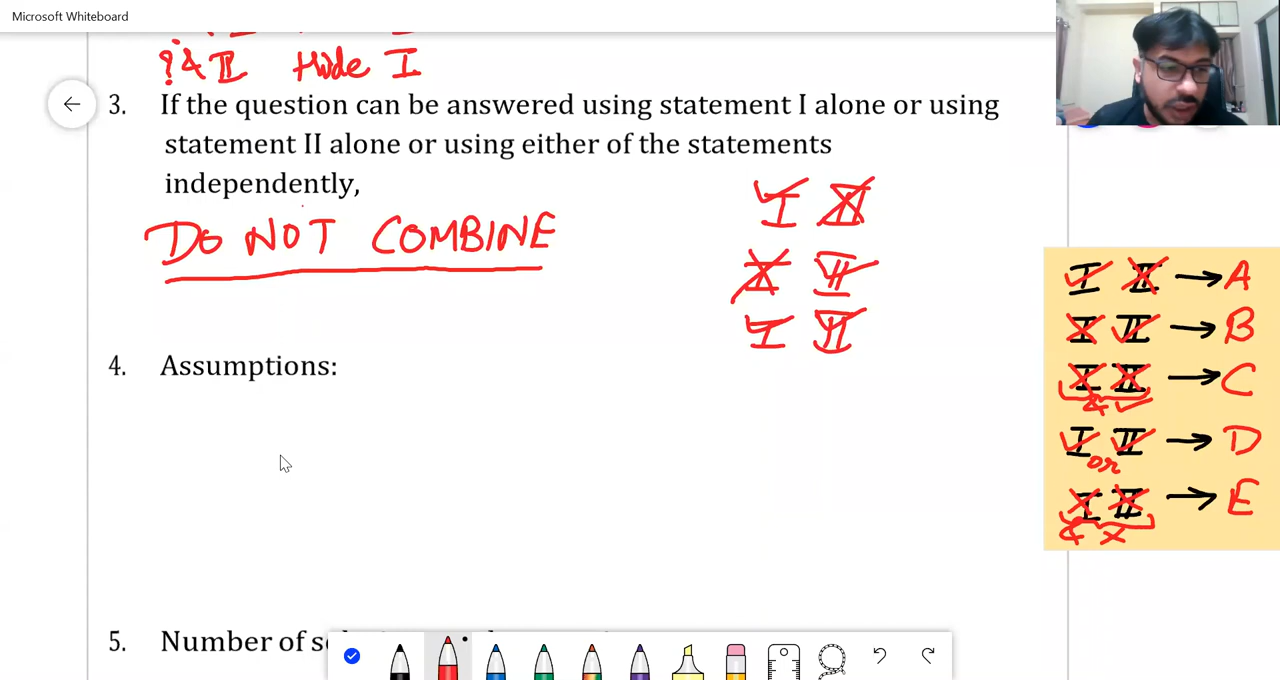 Microsoft Whiteboard
? & II Hide I
3. If the question can be answered using statement I alone or using
statement II alone or using either of the statements
independently,
DO NOT COMBINE
I II
I II
I II
I II → A
I II → B
I II → C
&
I II → D
or
I II → E
&
4. Assumptions:
5. Number of